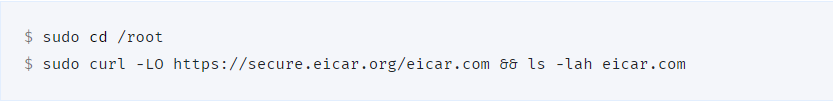 $ sudo cd /root
$ sudo curl -LO https://secure.eicar.org/eicar.com && ls -lah eicar.com